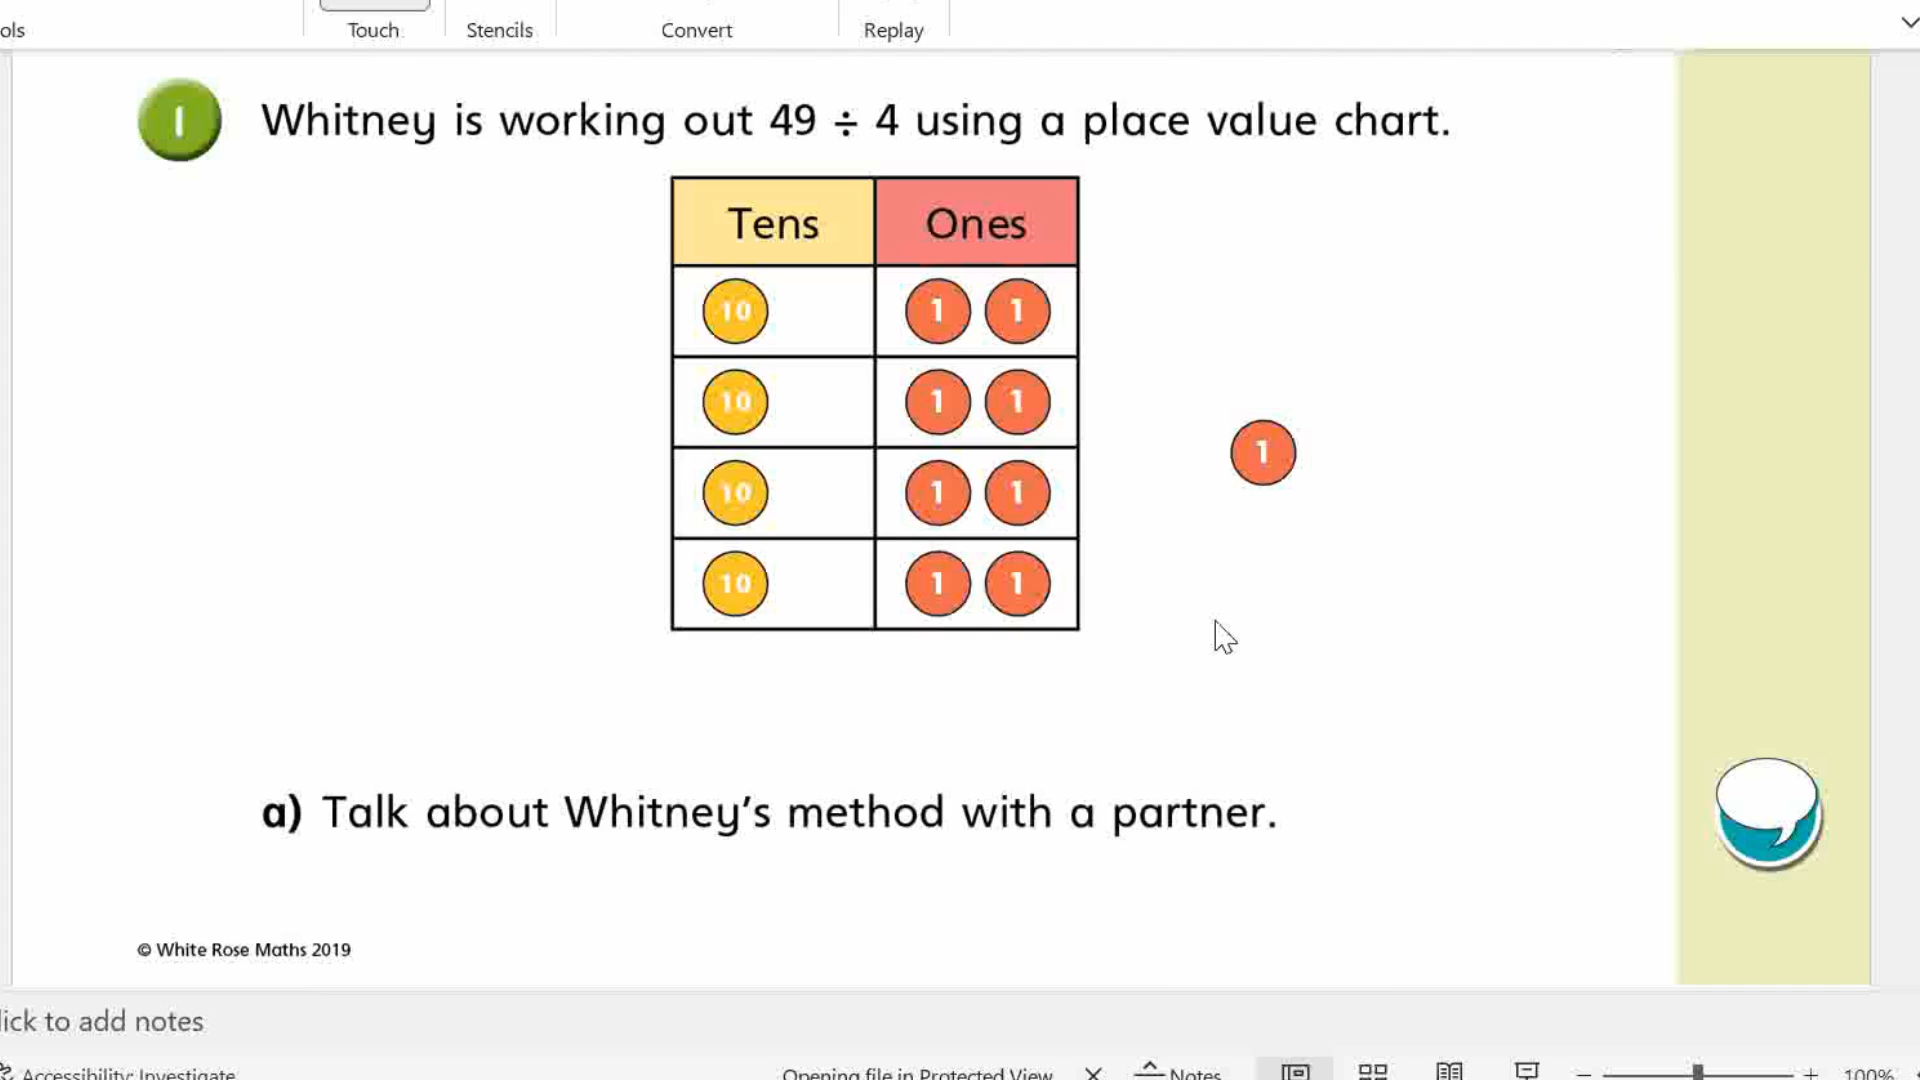 ols
Touch
Stencils
Convert
Replay
1
Whitney is working out 49 ÷ 4 using a place value chart.
Tens Ones
10 1 1
10 1 1
1
10 1 1
10 1 1
a) Talk about Whitney’s method with a partner.
© White Rose Maths 2019
lick to add notes
Accessibility: Investigate
Opening file in Protected View
Notes
100%